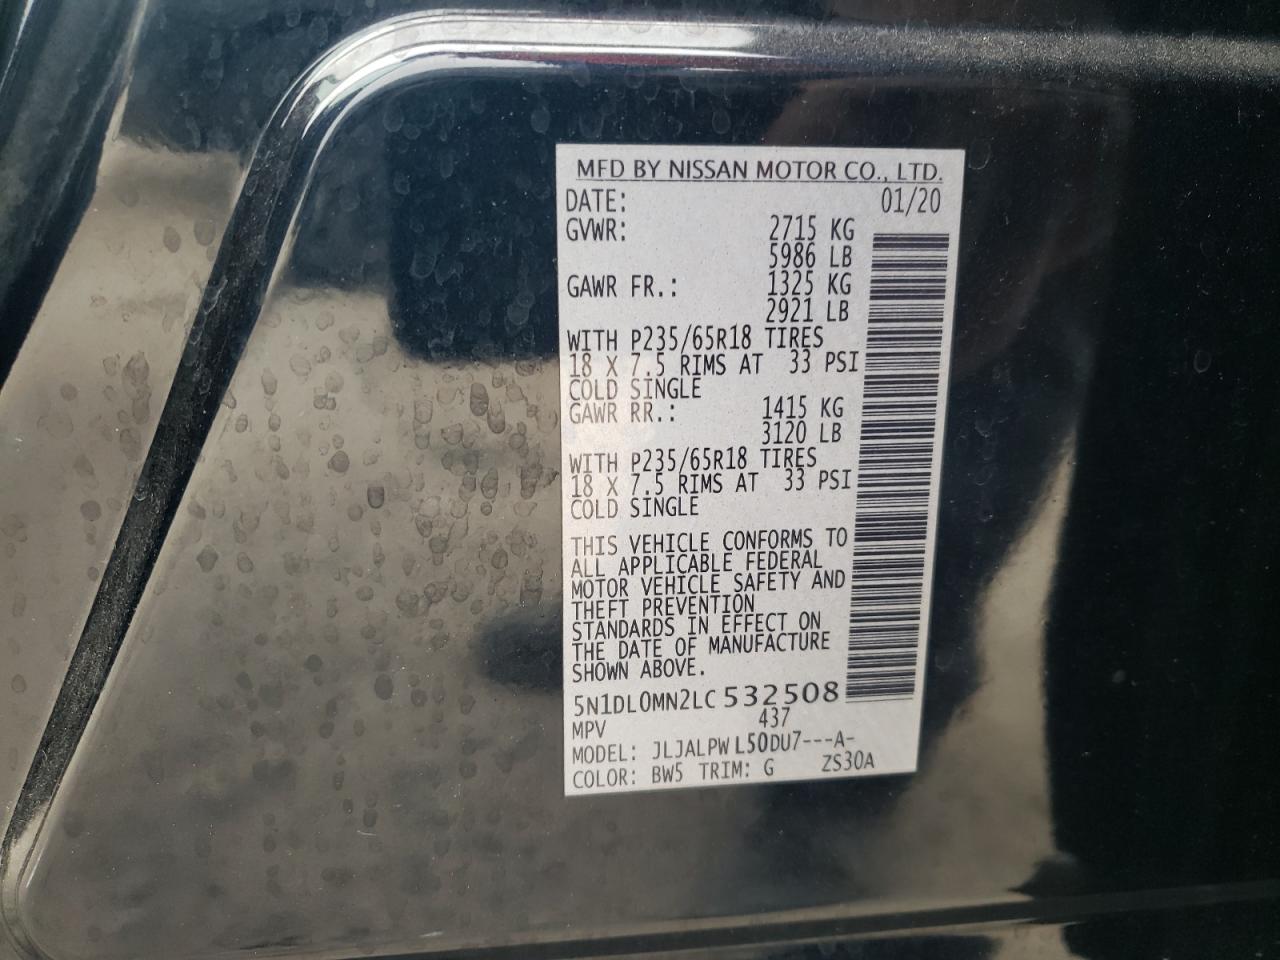 MFD BY NISSAN MOTOR CO., LTD.
DATE: 01/20
GVWR: 2715 KG
5986 LB
GAWR FR.: 1325 KG
2921 LB
WITH P235/65R18 TIRES
18 X 7.5 RIMS AT 33 PSI
COLD SINGLE
GAWR RR.: 1415 KG
3120 LB
WITH P235/65R18 TIRES
18 X 7.5 RIMS AT 33 PSI
COLD SINGLE
THIS VEHICLE CONFORMS TO
ALL APPLICABLE FEDERAL
MOTOR VEHICLE SAFETY AND
THEFT PREVENTION
STANDARDS IN EFFECT ON
THE DATE OF MANUFACTURE
SHOWN ABOVE.
5N1DL0MN2LC532508
MPV 437
MODEL: JLJALPWL50DU7---A-
COLOR: BW5 TRIM: G ZS30A